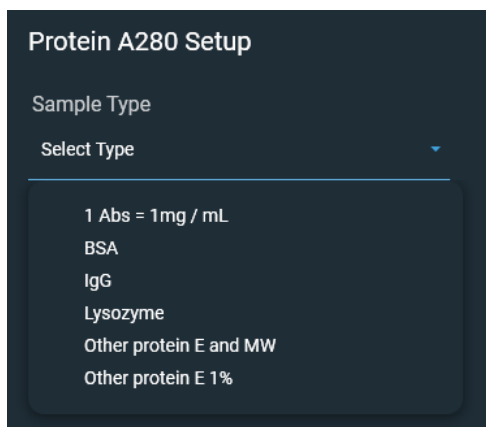 Protein A280 Setup
Sample Type
Select Type
1 Abs = 1mg / mL
BSA
IgG
Lysozyme
Other protein E and MW
Other protein E 1%